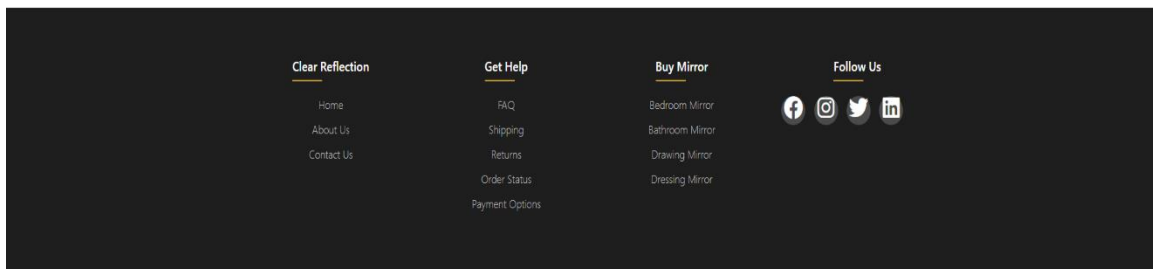 Clear Reflection
Home
About Us
Contact Us
Get Help
FAQ
Shipping
Returns
Order Status
Payment Options
Buy Mirror
Bedroom Mirror
Bathroom Mirror
Drawing Mirror
Dressing Mirror
Follow Us